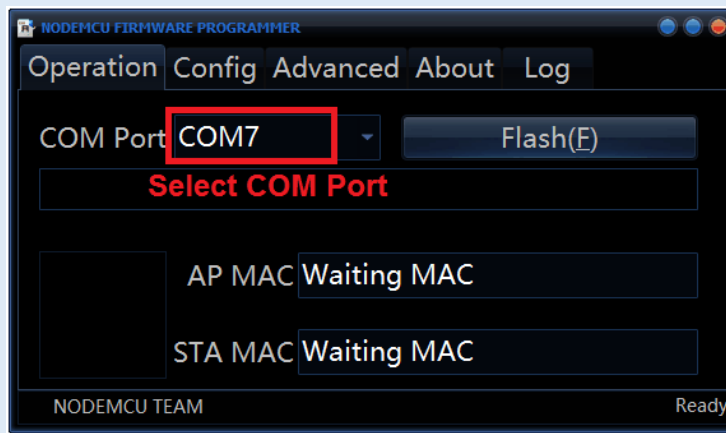 NODEMCU FIRMWARE PROGRAMMER
Operation Config Advanced About Log
COM Port COM7 Flash(F)
Select COM Port
AP MAC Waiting MAC
STA MAC Waiting MAC
NODEMCU TEAM Ready